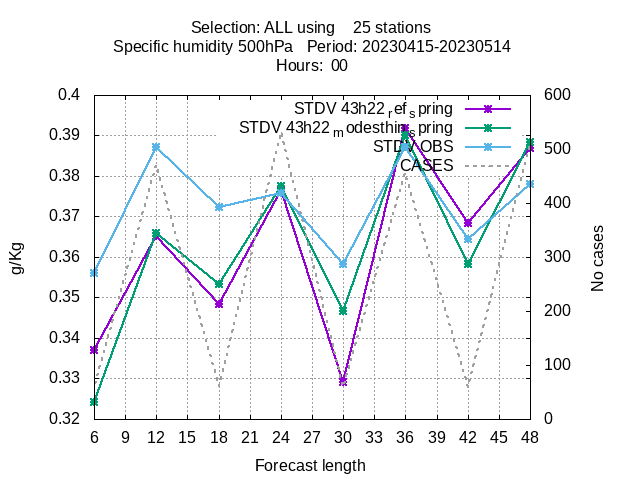 Selection: ALL using    25 stations
Specific humidity 500hPa   Period: 20230415-20230514
Hours:  00
STDV 43h22_ref_spring
STDV 43h22_modesthin_spring
STDV OBS
CASES
g/Kg
0.4
0.39
0.38
0.37
0.36
0.35
0.34
0.33
0.32
600
500
400
300
200
100
0
No cases
6 9 12 15 18 21 24 27 30 33 36 39 42 45 48
Forecast length